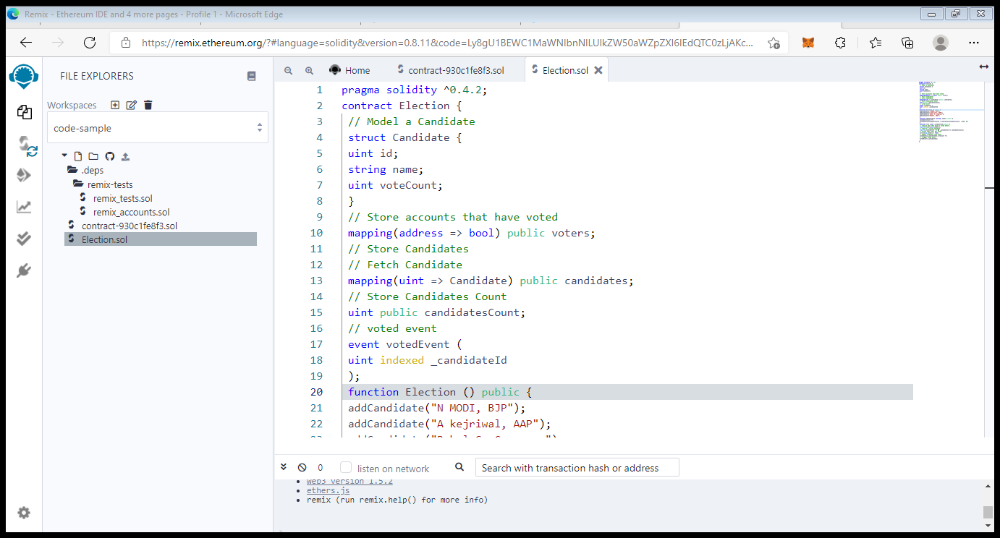 Remix - Ethereum IDE and 4 more pages - Profile 1 - Microsoft Edge
https://remix.ethereum.org/?#language=solidity&version=0.8.11&code=Ly8gU1BEWC1MaWNlbnNlLUlkZW50aWZpZXI6IEdQTC0zLjAKc...
FILE EXPLORERS
Workspaces
code-sample
.deps
remix-tests
remix_tests.sol
remix_accounts.sol
contract-930c1fe8f3.sol
Election.sol
Home
contract-930c1fe8f3.sol
Election.sol
1 pragma solidity ^0.4.2;
2 contract Election {
3 // Model a Candidate
4 struct Candidate {
5 uint id;
6 string name;
7 uint voteCount;
8 }
9 // Store accounts that have voted
10 mapping(address => bool) public voters;
11 // Store Candidates
12 // Fetch Candidate
13 mapping(uint => Candidate) public candidates;
14 // Store Candidates Count
15 uint public candidatesCount;
16 // voted event
17 event votedEvent (
18 uint indexed _candidateId
19 );
20 function Election () public {
21 addCandidate("N MODI, BJP");
22 addCandidate("A kejriwal, AAP");
0
listen on network
Search with transaction hash or address
web3 version 1.5.2
ethers.js
remix (run remix.help() for more info)